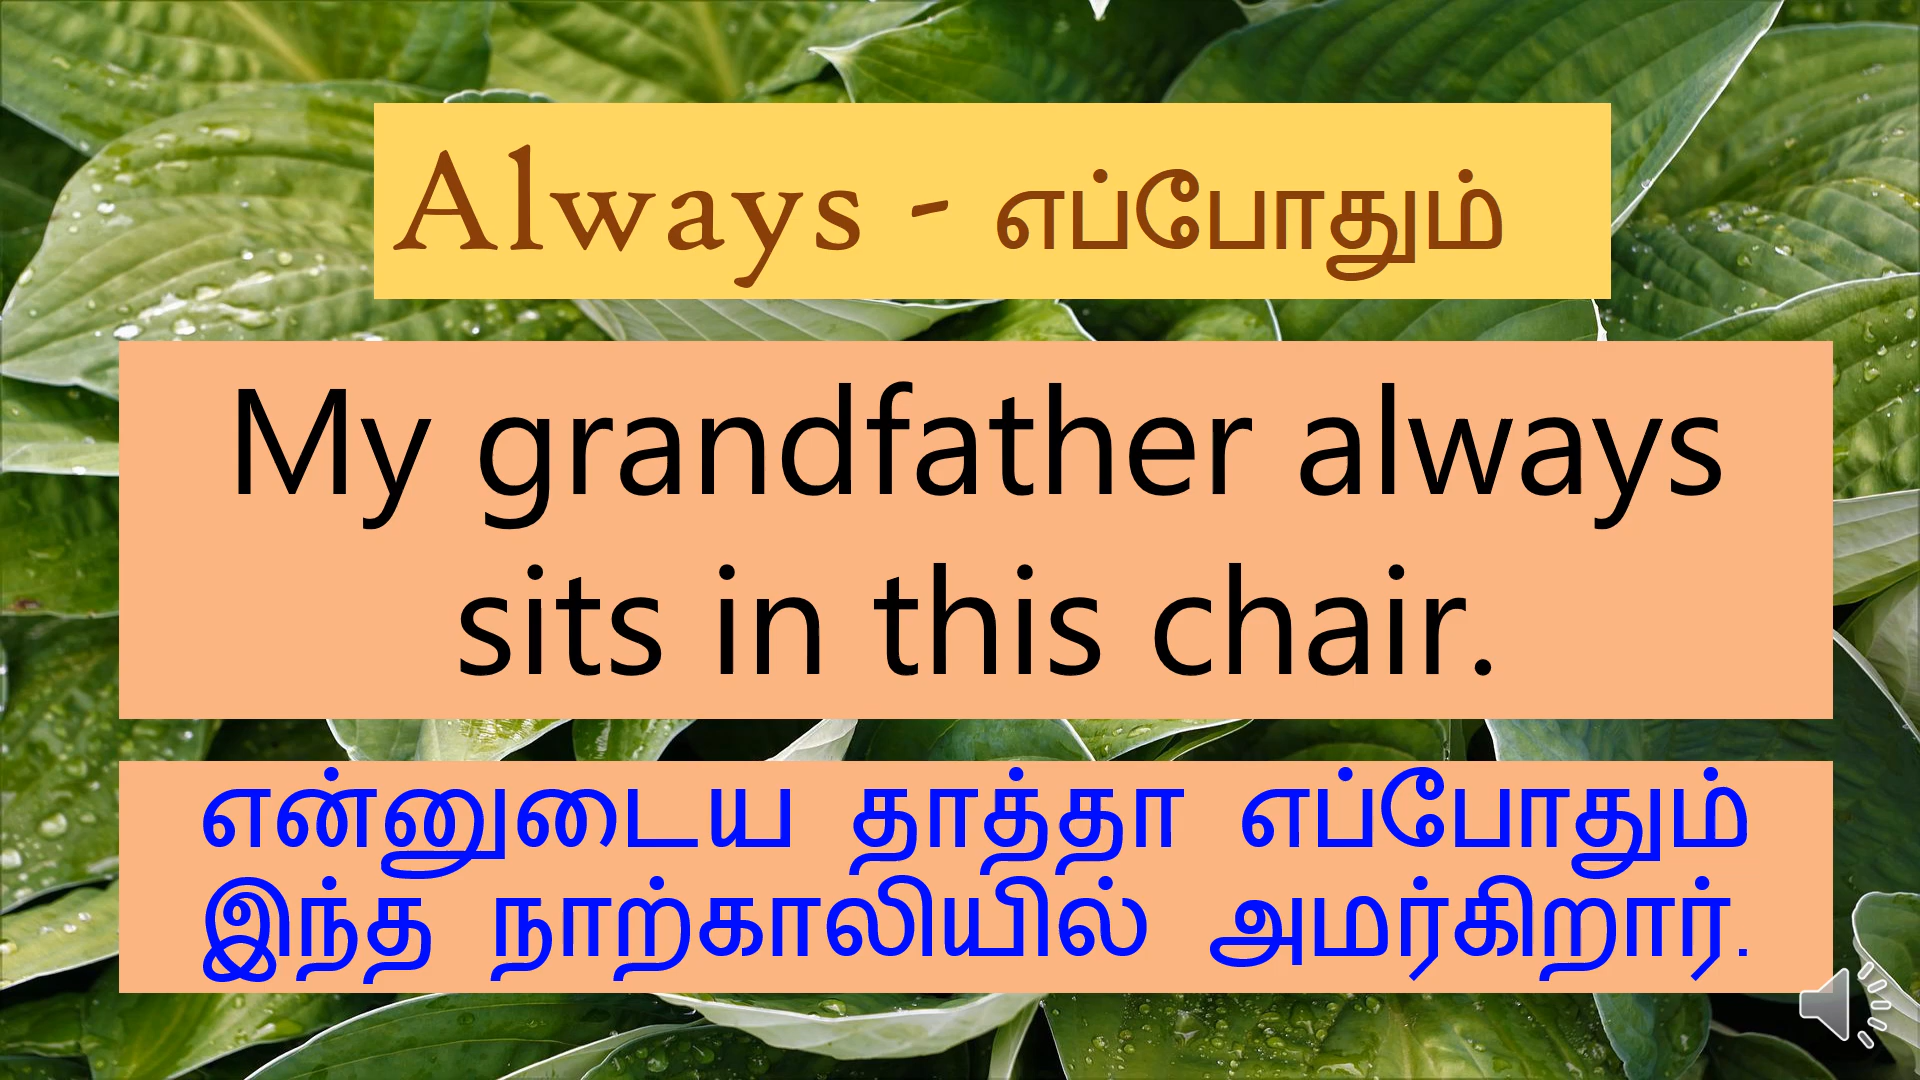 Always - எப்போதும்
My grandfather always
sits in this chair.
என்னுடைய தாத்தா எப்போதும்
இந்த நாற்காலியில் அமர்கிறார்.